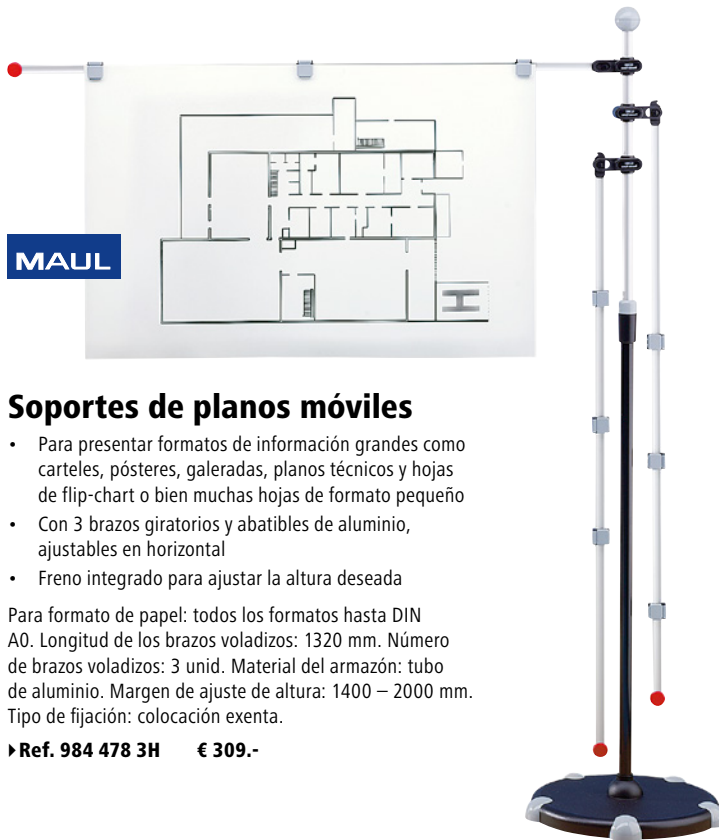 MAUL
Soportes de planos móviles
• Para presentar formatos de información grandes como
carteles, pósteres, galeradas, planos técnicos y hojas
de flip-chart o bien muchas hojas de formato pequeño
• Con 3 brazos giratorios y abatibles de aluminio,
ajustables en horizontal
• Freno integrado para ajustar la altura deseada
Para formato de papel: todos los formatos hasta DIN
A0. Longitud de los brazos voladizos: 1320 mm. Número
de brazos voladizos: 3 unid. Material del armazón: tubo
de aluminio. Margen de ajuste de altura: 1400 – 2000 mm.
Tipo de fijación: colocación exenta.
▸Ref. 984 478 3H € 309.-